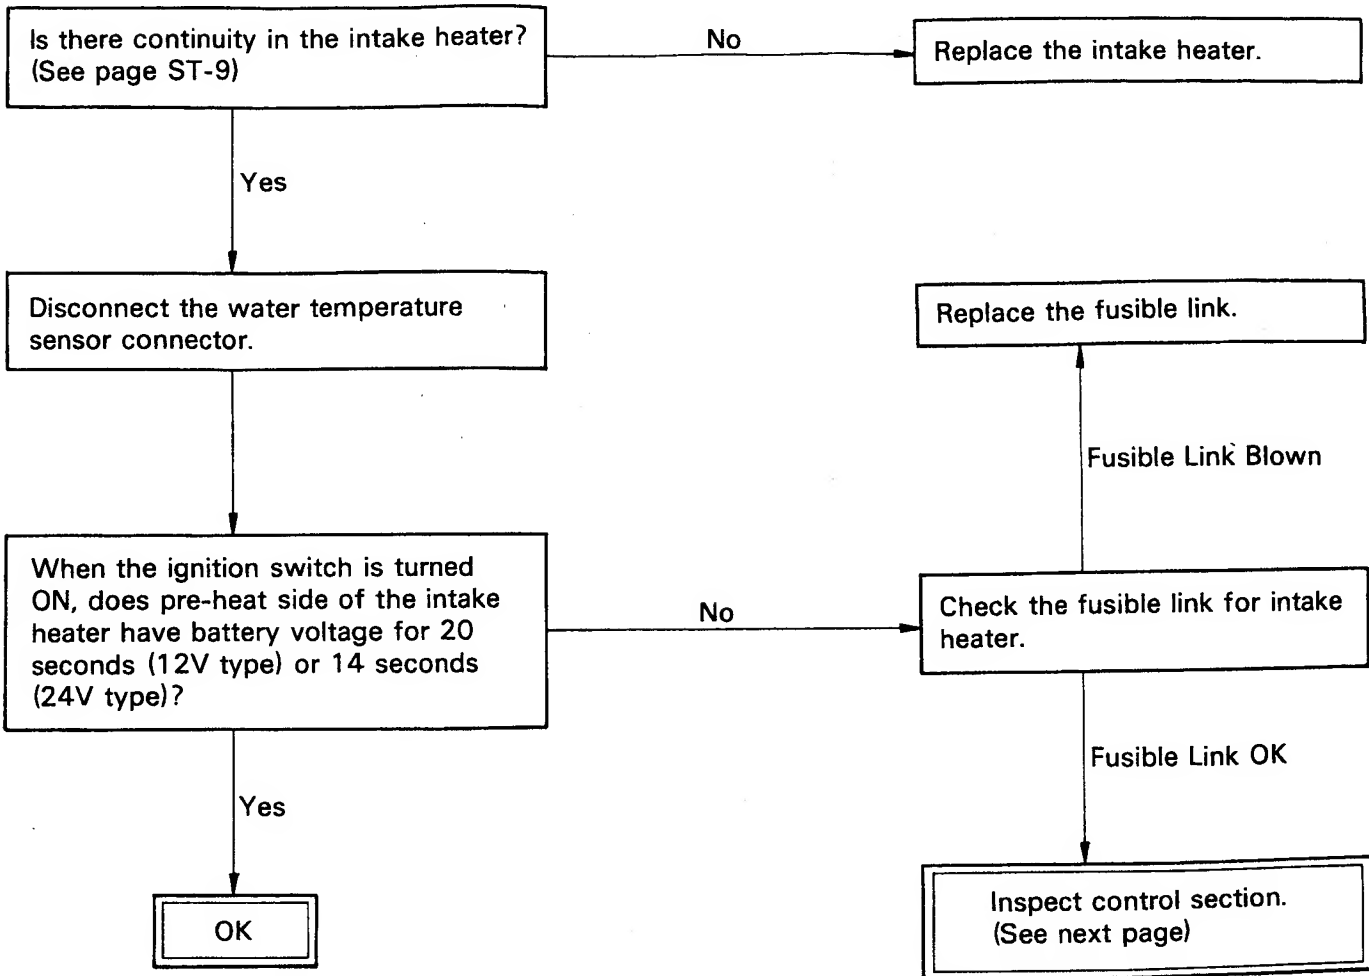 Is there continuity in the intake heater?
(See page ST-9)
No
Replace the intake heater.
Yes
Disconnect the water temperature
sensor connector.
Replace the fusible link.
Fusible Link Blown
When the ignition switch is turned
ON, does pre-heat side of the intake
heater have battery voltage for 20
seconds (12V type) or 14 seconds
(24V type)?
No
Check the fusible link for intake
heater.
Fusible Link OK
Yes
OK
Inspect control section.
(See next page)